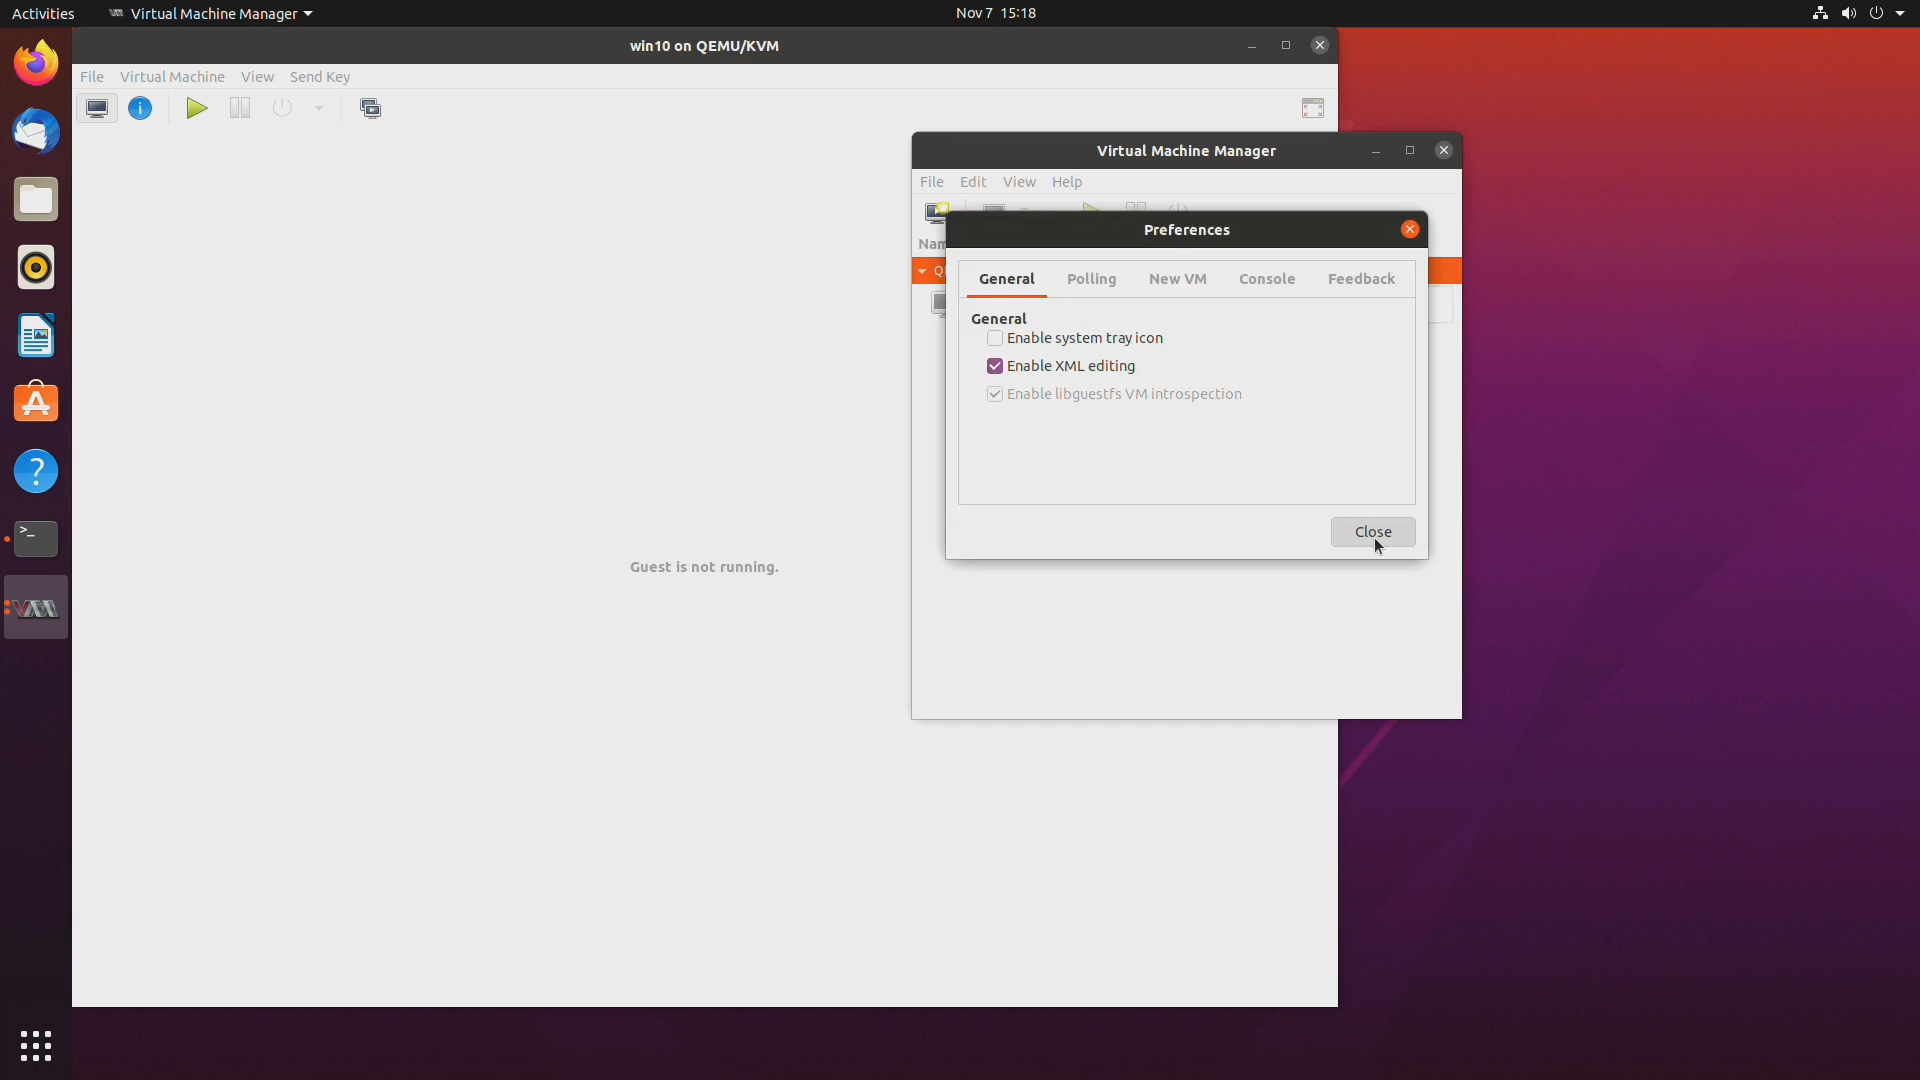 Activities
Virtual Machine Manager
Nov 7 15:18
win10 on QEMU/KVM
File Virtual Machine View Send Key
Guest is not running.
Virtual Machine Manager
File Edit View Help
Preferences
General Polling New VM Console Feedback
General
Enable system tray icon
Enable XML editing
Enable libguestfs VM introspection
Close